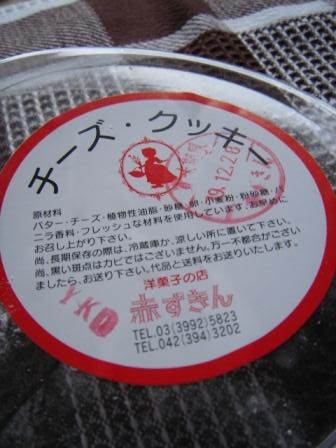 チーズ・クッキー
原材料
バター・チーズ・植物性油脂・砂糖・卵・小麦粉・粉砂糖・バ
ニラ香料・フレッシュな材料を使用しています、お早めに
お召し上がり下さい。
尚、長期保存の際は、冷蔵庫か、涼しい所に置いて下さい。
尚、黒い斑点はカビではございません。万一不都合がござい
ましたら、お送り下さい。代品と送料をお送りいたします。
洋菓子の店
赤ずきん
TEL.03(3992)5823
TEL.042(394)3202
YKO
09.12.28